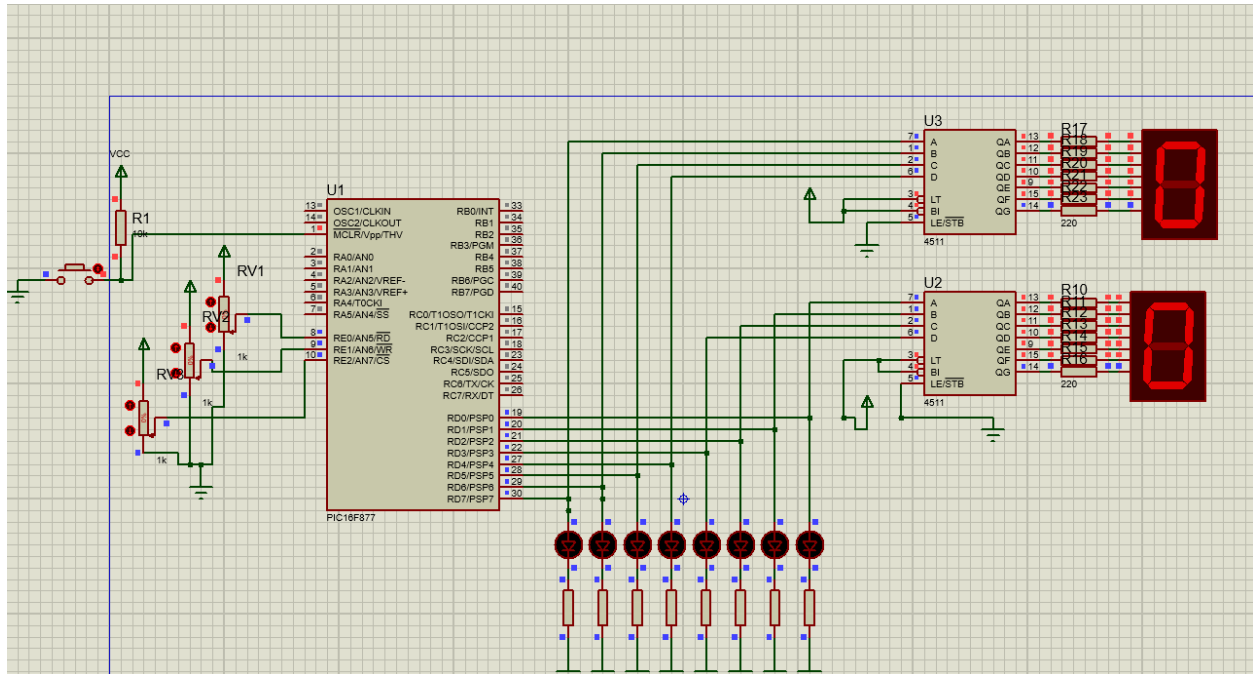 VCC
R1
10k
RV1
1k
RV2
1k
RV3
1k
U1
13 OSC1/CLKIN
14 OSC2/CLKOUT
1 MCLR/Vpp/THV
2 RA0/AN0
3 RA1/AN1
4 RA2/AN2/VREF-
5 RA3/AN3/VREF+
6 RA4/T0CKI
7 RA5/AN4/SS
8 RE0/AN5/RD
9 RE1/AN6/WR
10 RE2/AN7/CS
RB0/INT 33
RB1 34
RB2 35
RB3/PGM 36
RB4 37
RB5 38
RB6/PGC 39
RB7/PGD 40
RC0/T1OSO/T1CKI 15
RC1/T1OSI/CCP2 16
RC2/CCP1 17
RC3/SCK/SCL 18
RC4/SDI/SDA 23
RC5/SDO 24
RC6/TX/CK 25
RC7/RX/DT 26
RD0/PSP0 19
RD1/PSP1 20
RD2/PSP2 21
RD3/PSP3 22
RD4/PSP4 27
RD5/PSP5 28
RD6/PSP6 29
RD7/PSP7 30
PIC16F877
U3
7 A QA 13
1 B QB 12
2 C QC 11
6 D QD 10
QE 9
3 LT QF 15
4 BI QG 14
5 LE/STB
4511
R17
R18
R19
R20
R21
R22
R23
220
0
U2
7 A QA 13
1 B QB 12
2 C QC 11
6 D QD 10
QE 9
3 LT QF 15
4 BI QG 14
5 LE/STB
4511
R10
R11
R12
R13
R14
R15
R16
220
0